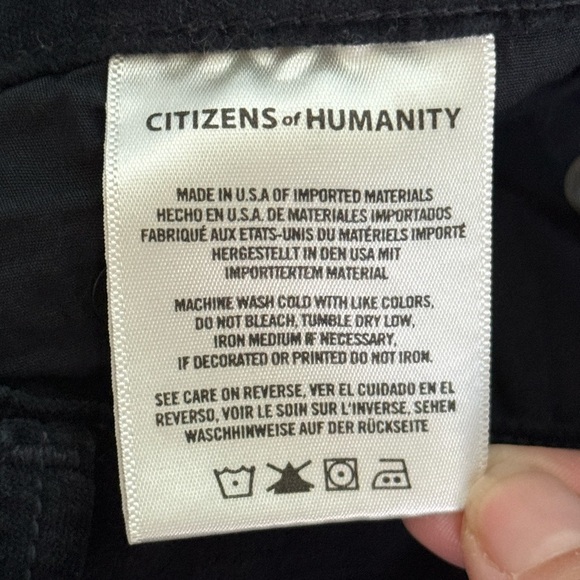 CITIZENS of HUMANITY
MADE IN U.S.A OF IMPORTED MATERIALS
HECHO EN U.S.A. DE MATERIALES IMPORTADOS
FABRIQUÉ AUX ETATS-UNIS DU MATÉRIELS IMPORTÉ
HERGESTELLT IN DEN USA MIT
IMPORTIERTEM MATERIAL
MACHINE WASH COLD WITH LIKE COLORS,
DO NOT BLEACH, TUMBLE DRY LOW,
IRON MEDIUM IF NECESSARY,
IF DECORATED OR PRINTED DO NOT IRON.
SEE CARE ON REVERSE, VER EL CUIDADO EN EL
REVERSO, VOIR LE SOIN SUR L'INVERSE, SEHEN
WASCHHINWEISE AUF DER RÜCKSEITE